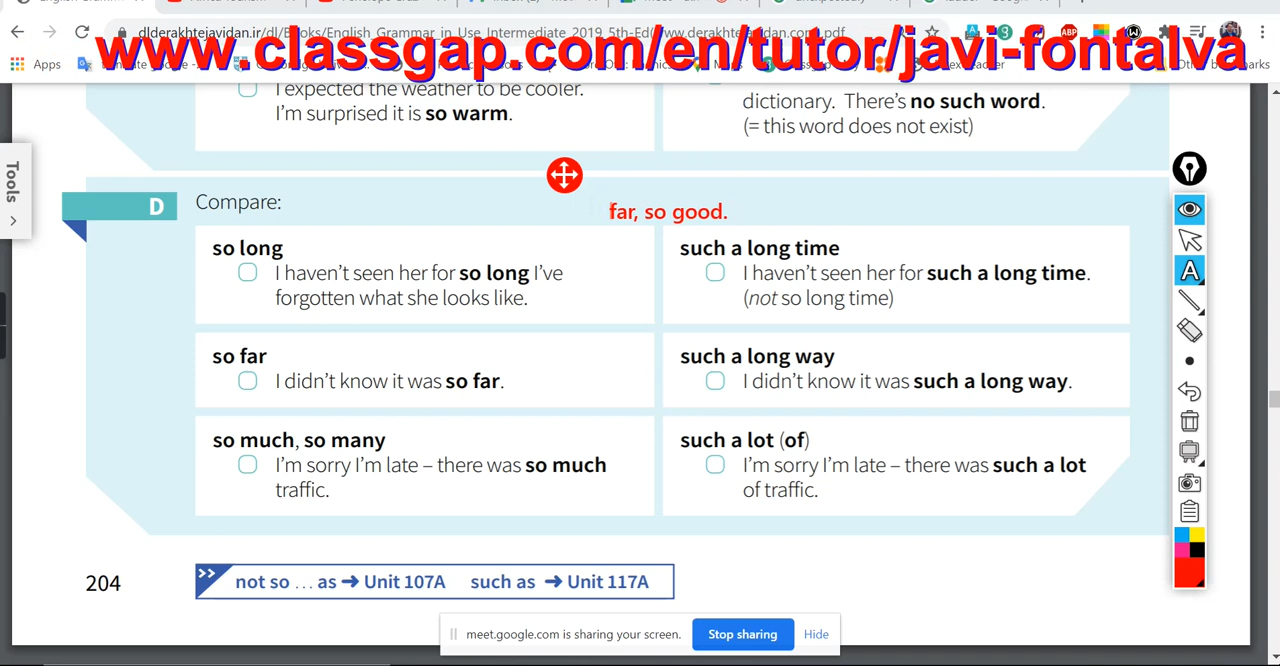 dlderakhtejavidan.ir/dl/Books/English_Grammar_in_Use_Intermediate_2019_5th-Ed(www.derakhtejavidan.com).pdf
www.classgap.com/en/tutor/javi-fontalva
Apps
I expected the weather to be cooler.
I'm surprised it is so warm.
dictionary. There's no such word.
(= this word does not exist)
Tools
D
Compare:
far, so good.
so long
I haven't seen her for so long I've
forgotten what she looks like.
such a long time
I haven't seen her for such a long time.
(not so long time)
so far
I didn't know it was so far.
such a long way
I didn't know it was such a long way.
so much, so many
I'm sorry I'm late – there was so much
traffic.
such a lot (of)
I'm sorry I'm late – there was such a lot
of traffic.
204
>> not so … as ➜ Unit 107A such as ➜ Unit 117A
meet.google.com is sharing your screen. Stop sharing Hide
A